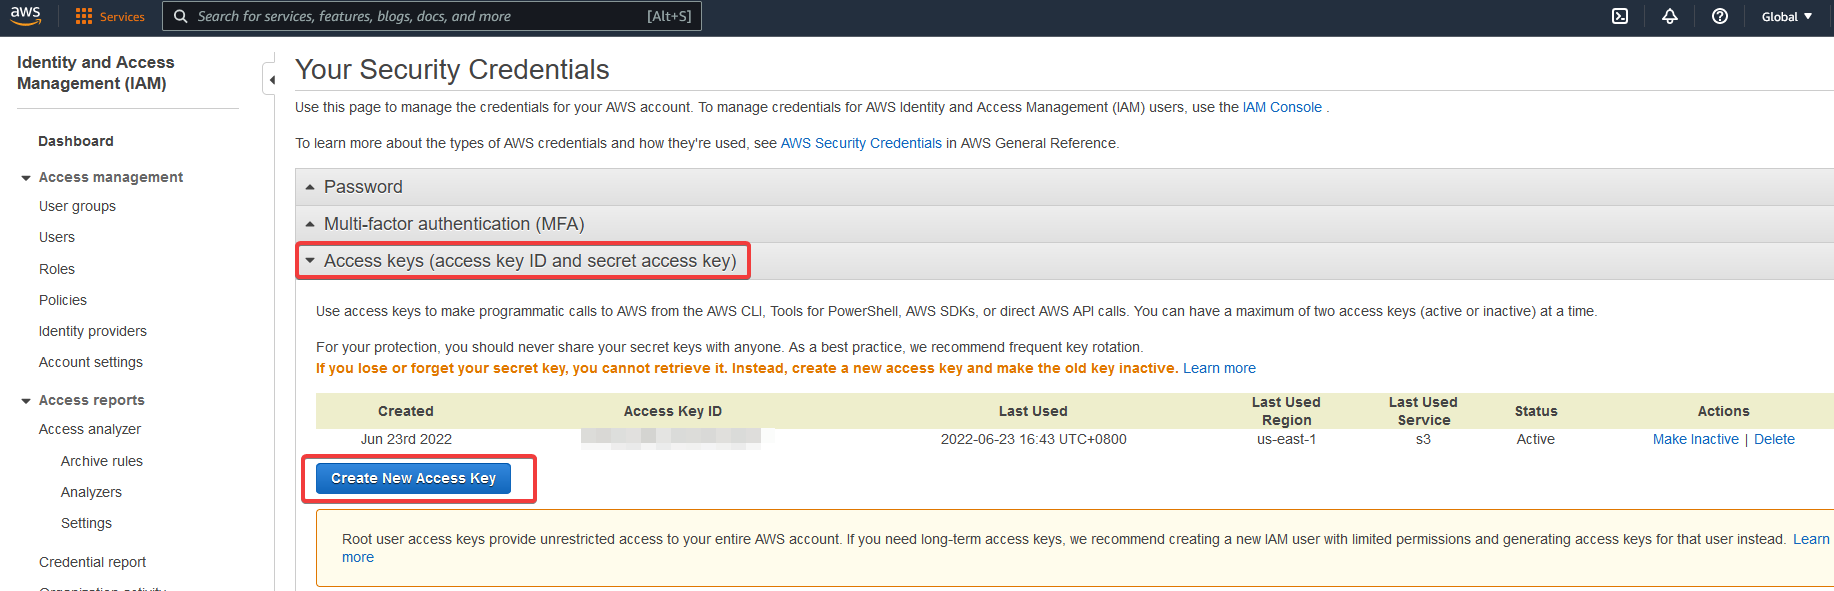 aws
Services
Search for services, features, blogs, docs, and more
[Alt+S]
Global
Identity and Access
Management (IAM)
Dashboard
Access management
User groups
Users
Roles
Policies
Identity providers
Account settings
Access reports
Access analyzer
Archive rules
Analyzers
Settings
Credential report
Organization activity
Your Security Credentials
Use this page to manage the credentials for your AWS account. To manage credentials for AWS Identity and Access Management (IAM) users, use the IAM Console .
To learn more about the types of AWS credentials and how they're used, see AWS Security Credentials in AWS General Reference.
Password
Multi-factor authentication (MFA)
Access keys (access key ID and secret access key)
Use access keys to make programmatic calls to AWS from the AWS CLI, Tools for PowerShell, AWS SDKs, or direct AWS API calls. You can have a maximum of two access keys (active or inactive) at a time.
For your protection, you should never share your secret keys with anyone. As a best practice, we recommend frequent key rotation.
If you lose or forget your secret key, you cannot retrieve it. Instead, create a new access key and make the old key inactive. Learn more
Created Access Key ID Last Used Last Used Region Last Used Service Status Actions
Jun 23rd 2022 2022-06-23 16:43 UTC+0800 us-east-1 s3 Active Make Inactive | Delete
Create New Access Key
Root user access keys provide unrestricted access to your entire AWS account. If you need long-term access keys, we recommend creating a new IAM user with limited permissions and generating access keys for that user instead. Learn
more